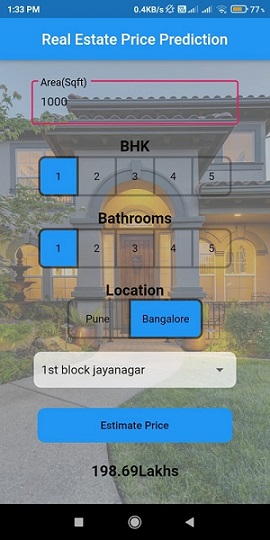 1:33 PM 0.4KB/s 77
Real Estate Price Prediction
Area(Sqft)
1000
BHK
1 2 3 4 5
Bathrooms
1 2 3 4 5
Location
Pune Bangalore
1st block jayanagar
Estimate Price
198.69Lakhs